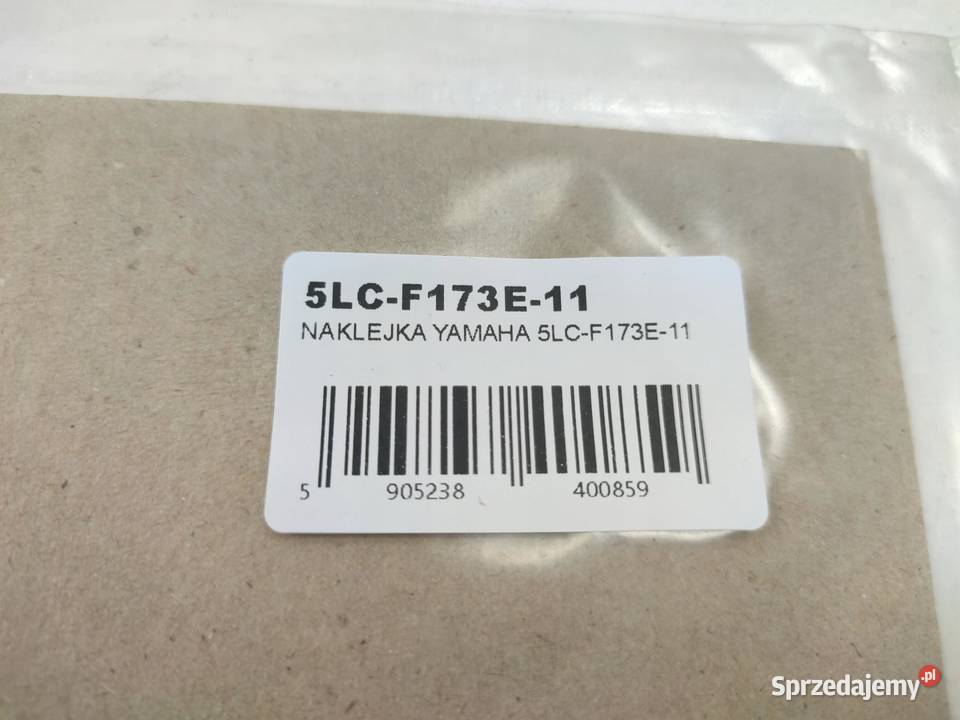 5LC-F173E-11
NAKLEJKA YAMAHA 5LC-F173E-11
5 905238 400859
Sprzedajemy.pl